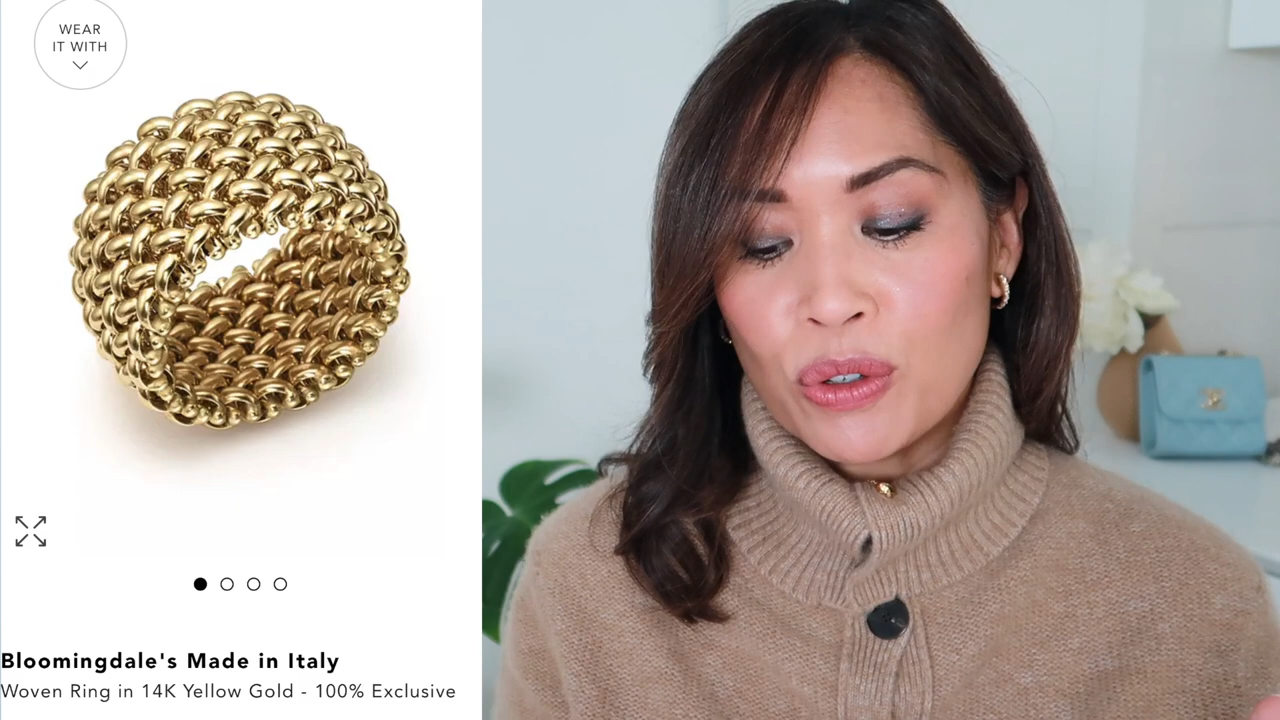 WEAR
IT WITH
Bloomingdale's Made in Italy
Woven Ring in 14K Yellow Gold - 100% Exclusive